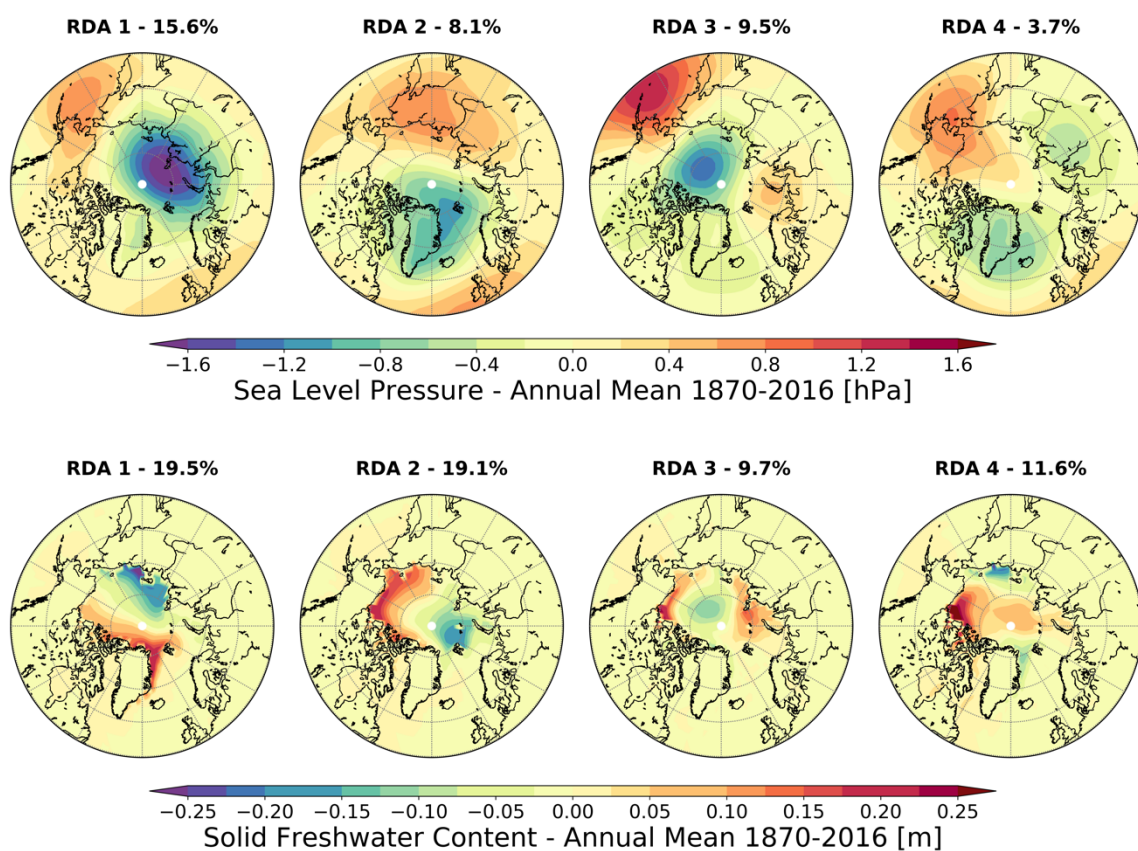 RDA 1 - 15.6% RDA 2 - 8.1% RDA 3 - 9.5% RDA 4 - 3.7%
−1.6 −1.2 −0.8 −0.4 0.0 0.4 0.8 1.2 1.6
Sea Level Pressure - Annual Mean 1870-2016 [hPa]
RDA 1 - 19.5% RDA 2 - 19.1% RDA 3 - 9.7% RDA 4 - 11.6%
−0.25 −0.20 −0.15 −0.10 −0.05 0.00 0.05 0.10 0.15 0.20 0.25
Solid Freshwater Content - Annual Mean 1870-2016 [m]